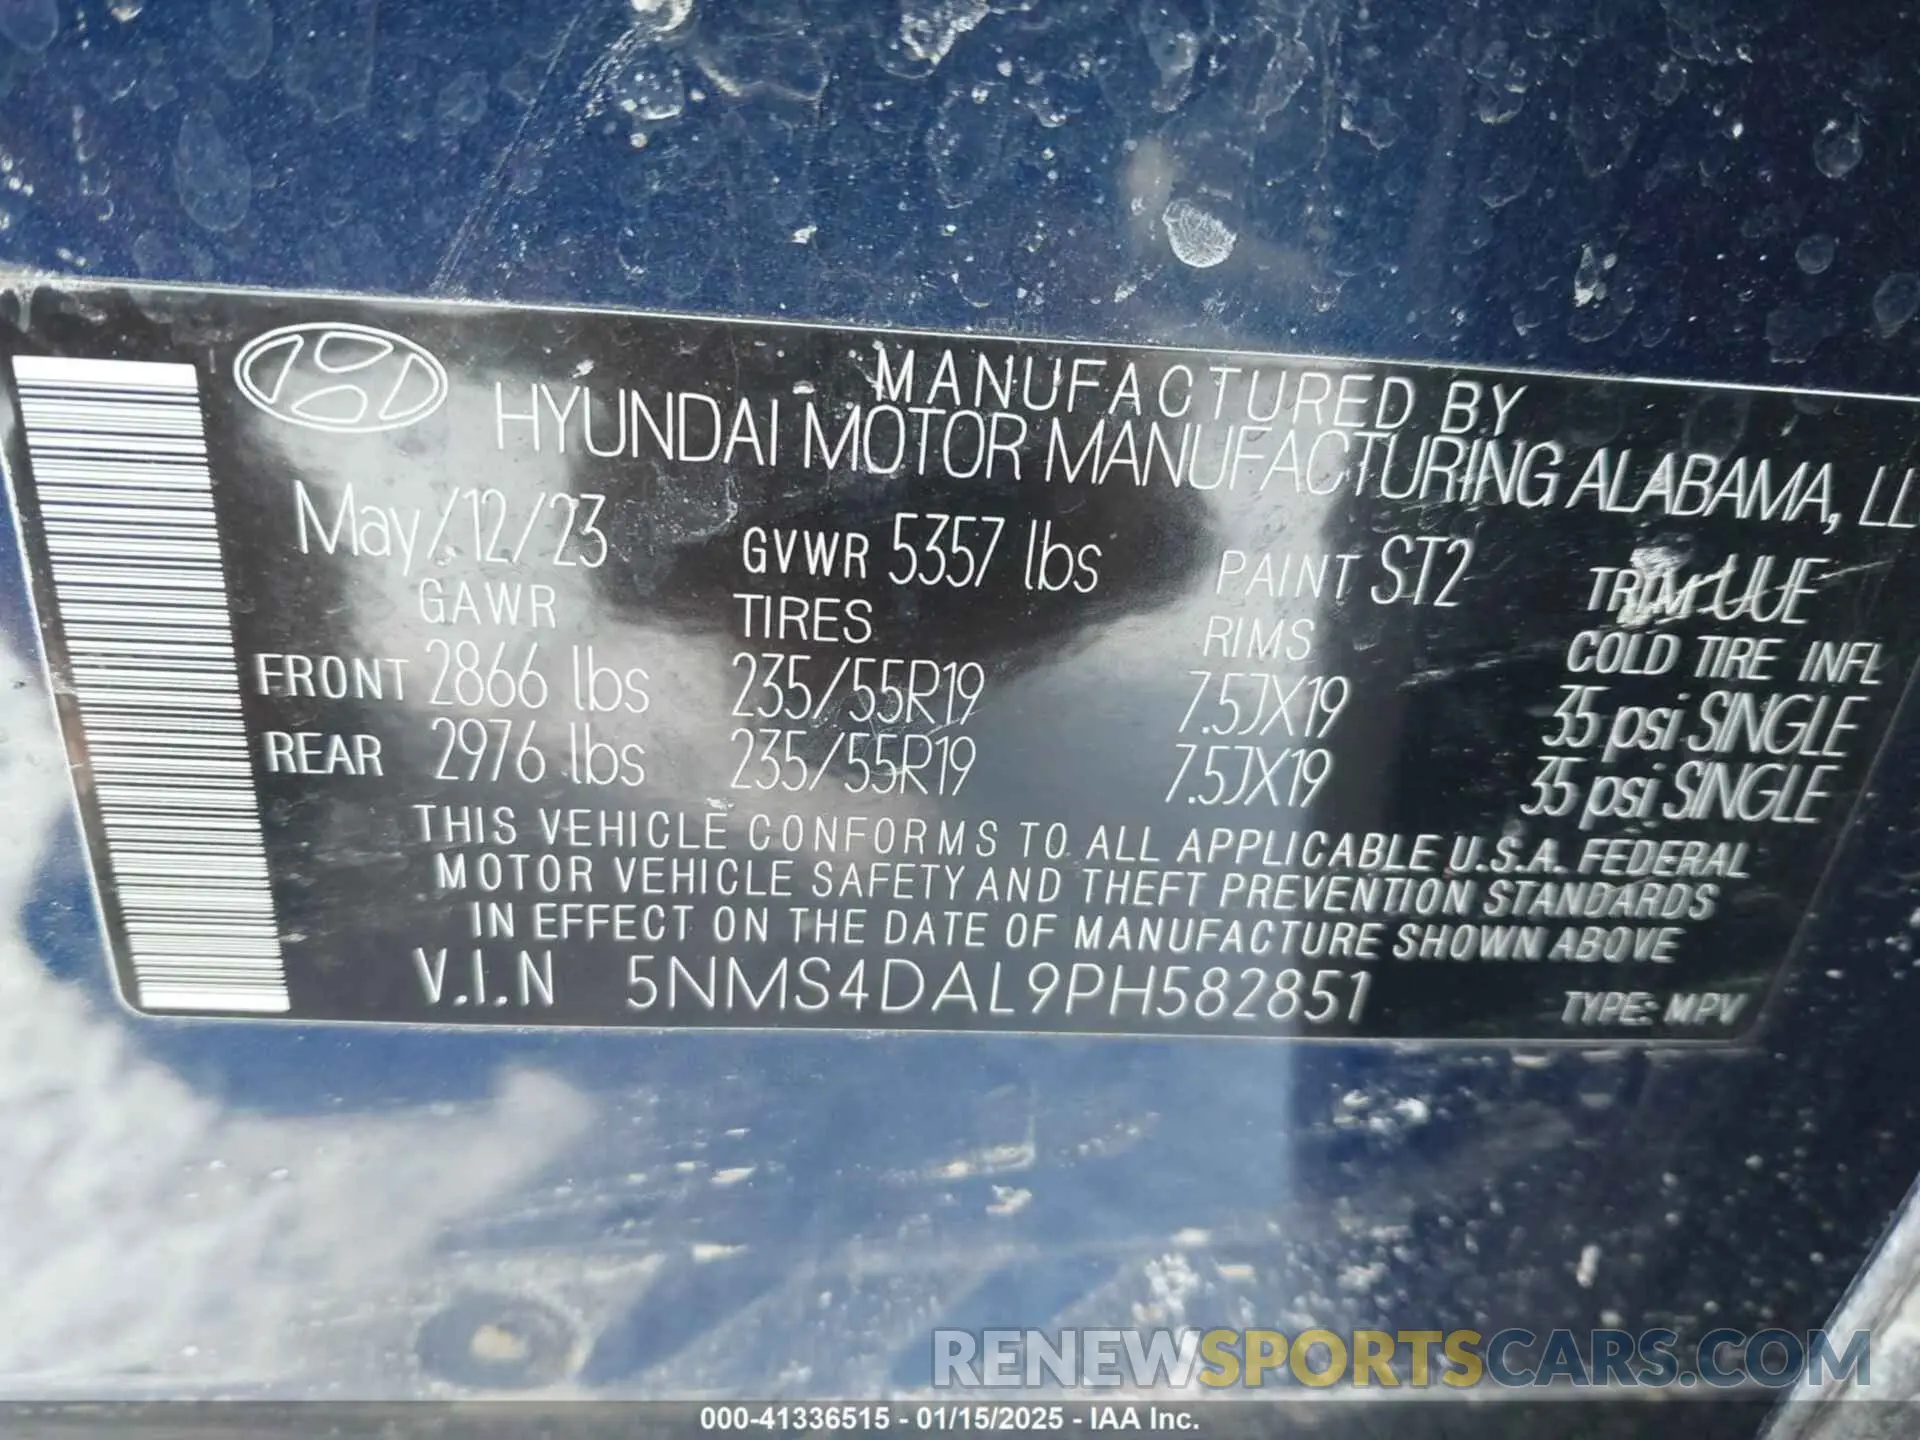 MANUFACTURED BY
HYUNDAI MOTOR MANUFACTURING ALABAMA, LL
May/12/23 GVWR 5357 lbs PAINT ST2 TRIM UUE
GAWR TIRES RIMS COLD TIRE INFL
FRONT 2866 lbs 235/55R19 7.5JX19 35 psi SINGLE
REAR 2976 lbs 235/55R19 7.5JX19 35 psi SINGLE
THIS VEHICLE CONFORMS TO ALL APPLICABLE U.S.A. FEDERAL
MOTOR VEHICLE SAFETY AND THEFT PREVENTION STANDARDS
IN EFFECT ON THE DATE OF MANUFACTURE SHOWN ABOVE
V.I.N 5NMS4DAL9PH582851 TYPE: MPV
RENEWSPORTSCARS.COM
000-41336515 - 01/15/2025 - IAA Inc.